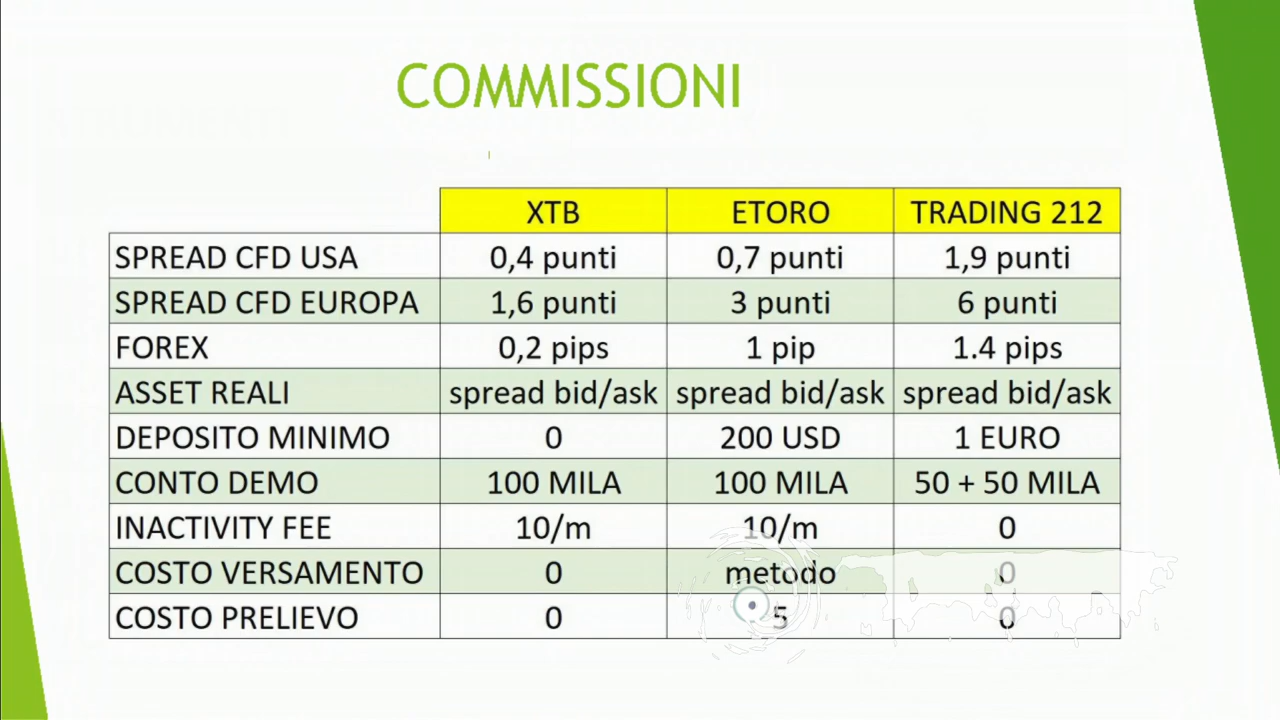 COMMISSIONI
XTB ETORO TRADING 212
SPREAD CFD USA 0,4 punti 0,7 punti 1,9 punti
SPREAD CFD EUROPA 1,6 punti 3 punti 6 punti
FOREX 0,2 pips 1 pip 1.4 pips
ASSET REALI spread bid/ask spread bid/ask spread bid/ask
DEPOSITO MINIMO 0 200 USD 1 EURO
CONTO DEMO 100 MILA 100 MILA 50 + 50 MILA
INACTIVITY FEE 10/m 10/m 0
COSTO VERSAMENTO 0 metodo 0
COSTO PRELIEVO 0 5 0